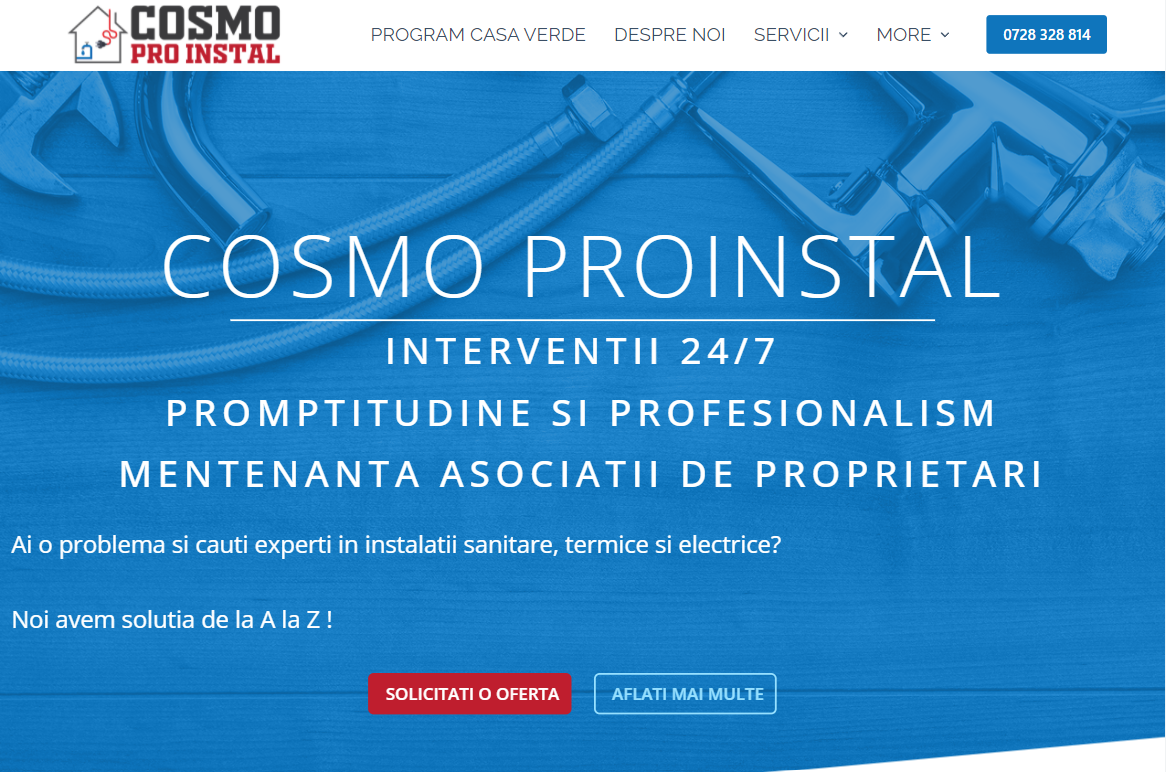 COSMO
PRO INSTAL
PROGRAM CASA VERDE DESPRE NOI SERVICII MORE 0728 328 814
COSMO PROINSTAL
INTERVENTII 24/7
PROMPTITUDINE SI PROFESIONALISM
MENTENANTA ASOCIATII DE PROPRIETARI
Ai o problema si cauti experti in instalatii sanitare, termice si electrice?
Noi avem solutia de la A la Z !
SOLICITATI O OFERTA AFLATI MAI MULTE